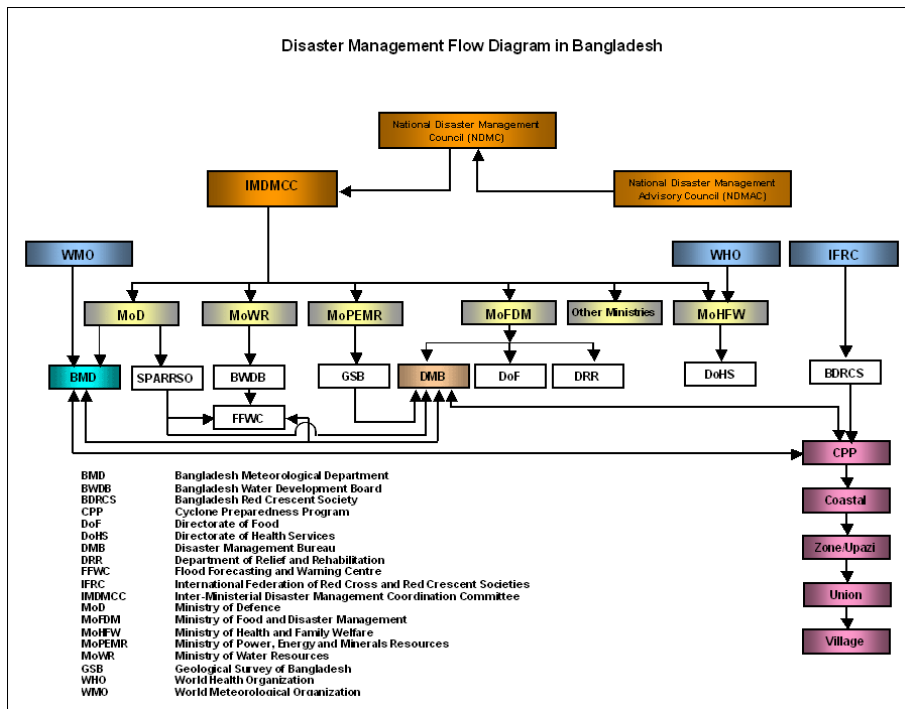 Disaster Management Flow Diagram in Bangladesh
National Disaster Management
Council (NDMC)
IMDMCC
National Disaster Management
Advisory Council (NDMAC)
WMO
WHO
IFRC
MoD
MoWR
MoPEMR
MoFDM
Other Ministries
MoHFW
BMD
SPARRSO
BWDB
GSB
DMB
DoF
DRR
DoHS
BDRCS
FFWC
CPP
Coastal
Zone/Upazi
Union
Village
BMD Bangladesh Meteorological Department
BWDB Bangladesh Water Development Board
BDRCS Bangladesh Red Crescent Society
CPP Cyclone Preparedness Program
DoF Directorate of Food
DoHS Directorate of Health Services
DMB Disaster Management Bureau
DRR Department of Relief and Rehabilitation
FFWC Flood Forecasting and Warning Centre
IFRC International Federation of Red Cross and Red Crescent Societies
IMDMCC Inter-Ministerial Disaster Management Coordination Committee
MoD Ministry of Defence
MoFDM Ministry of Food and Disaster Management
MoHFW Ministry of Health and Family Welfare
MoPEMR Ministry of Power, Energy and Minerals Resources
MoWR Ministry of Water Resources
GSB Geological Survey of Bangladesh
WHO World Health Organization
WMO World Meteorological Organization